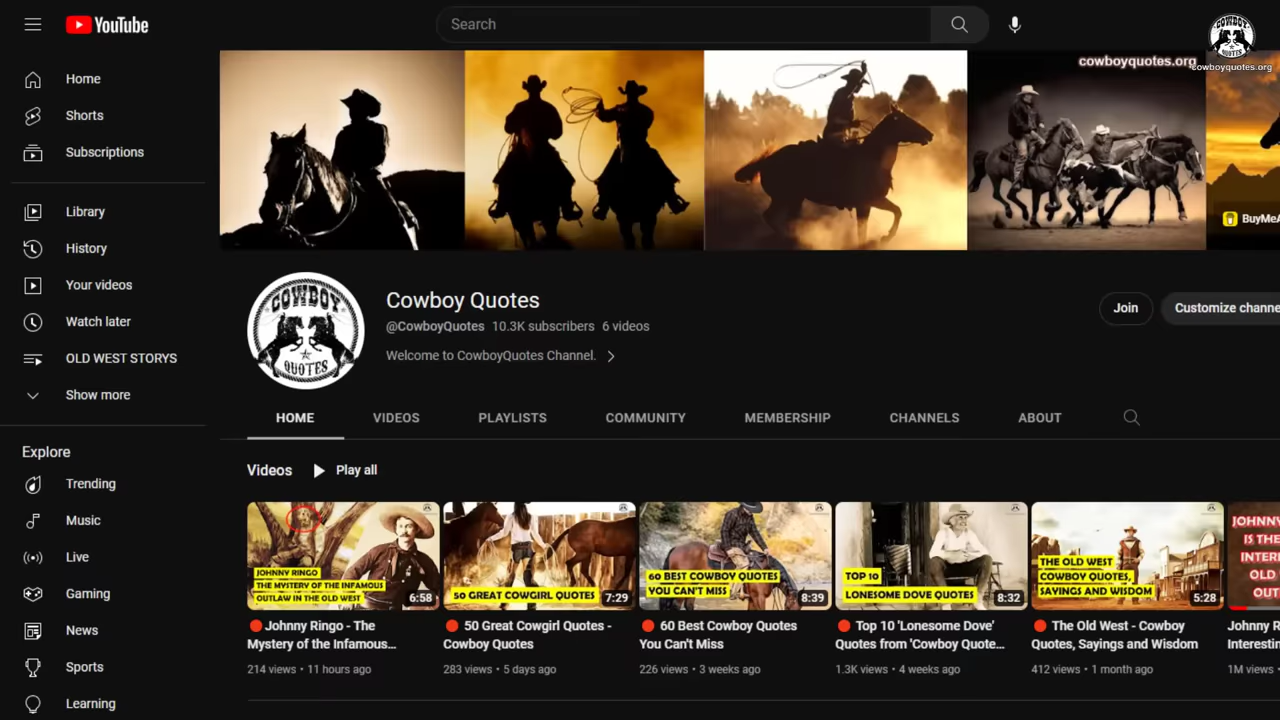 YouTube
Search
COWBOY
QUOTES
cowboyquotes.org
cowboyquotes.org
BuyMeA
Home
Shorts
Subscriptions
Library
History
Your videos
Watch later
OLD WEST STORYS
Show more
Explore
Trending
Music
Live
Gaming
News
Sports
Learning
COWBOY
QUOTES
Cowboy Quotes
@CowboyQuotes 10.3K subscribers 6 videos
Welcome to CowboyQuotes Channel.
Join
Customize channe
HOME VIDEOS PLAYLISTS COMMUNITY MEMBERSHIP CHANNELS ABOUT
Videos Play all
JOHNNY RINGO
THE MYSTERY OF THE INFAMOUS
OUTLAW IN THE OLD WEST
6:58
Johnny Ringo - The
Mystery of the Infamous...
214 views • 11 hours ago
50 GREAT COWGIRL QUOTES
7:29
50 Great Cowgirl Quotes -
Cowboy Quotes
283 views • 5 days ago
60 BEST COWBOY QUOTES
YOU CAN'T MISS
8:39
60 Best Cowboy Quotes
You Can't Miss
226 views • 3 weeks ago
TOP 10
LONESOME DOVE QUOTES
8:32
Top 10 'Lonesome Dove'
Quotes from 'Cowboy Quote...
1.3K views • 4 weeks ago
THE OLD WEST
COWBOY QUOTES,
SAYINGS AND WISDOM
5:28
The Old West - Cowboy
Quotes, Sayings and Wisdom
412 views • 1 month ago
JOHNNY
IS THE
INTERI
OLD
OUT
Johnny R
Interestin
1M views •